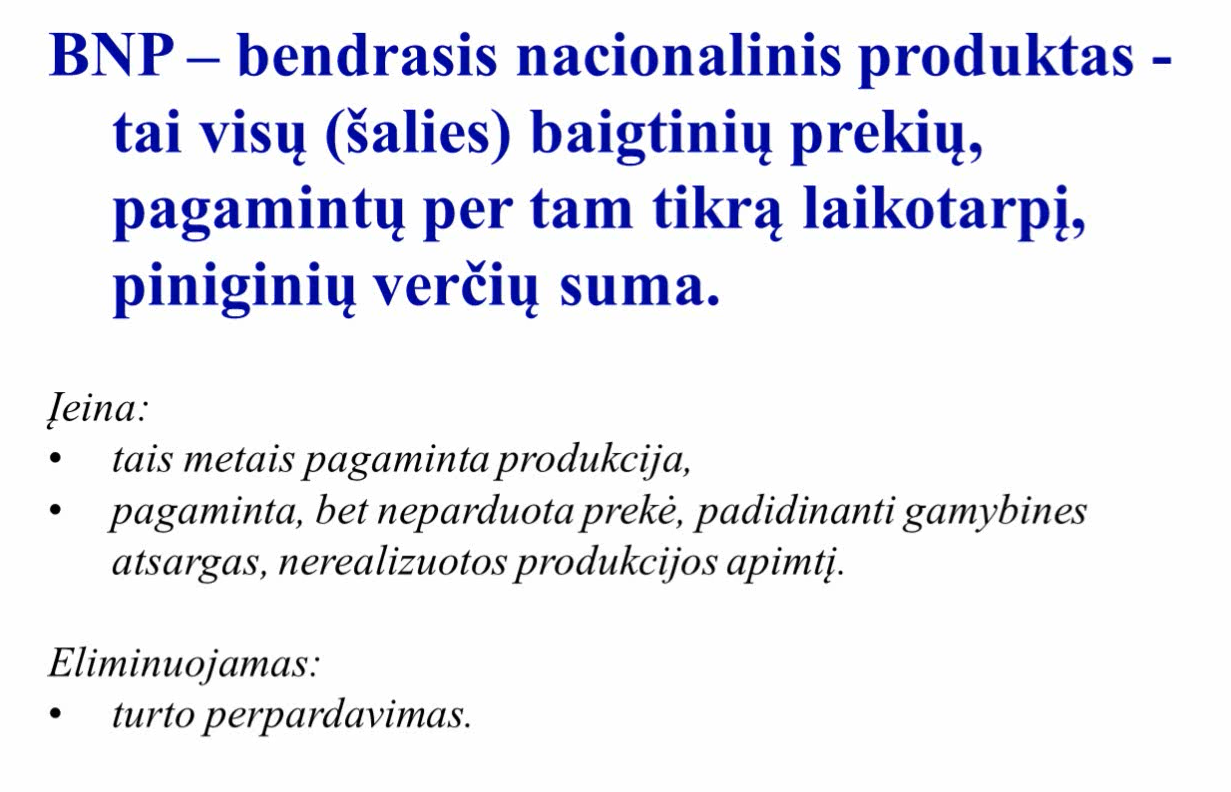 BNP – bendrasis nacionalinis produktas -
tai visų (šalies) baigtinių prekių,
pagamintų per tam tikrą laikotarpį,
piniginių verčių suma.
Įeina:
• tais metais pagaminta produkcija,
• pagaminta, bet neparduota prekė, padidinanti gamybines
atsargas, nerealizuotos produkcijos apimtį.
Eliminuojamas:
• turto perpardavimas.